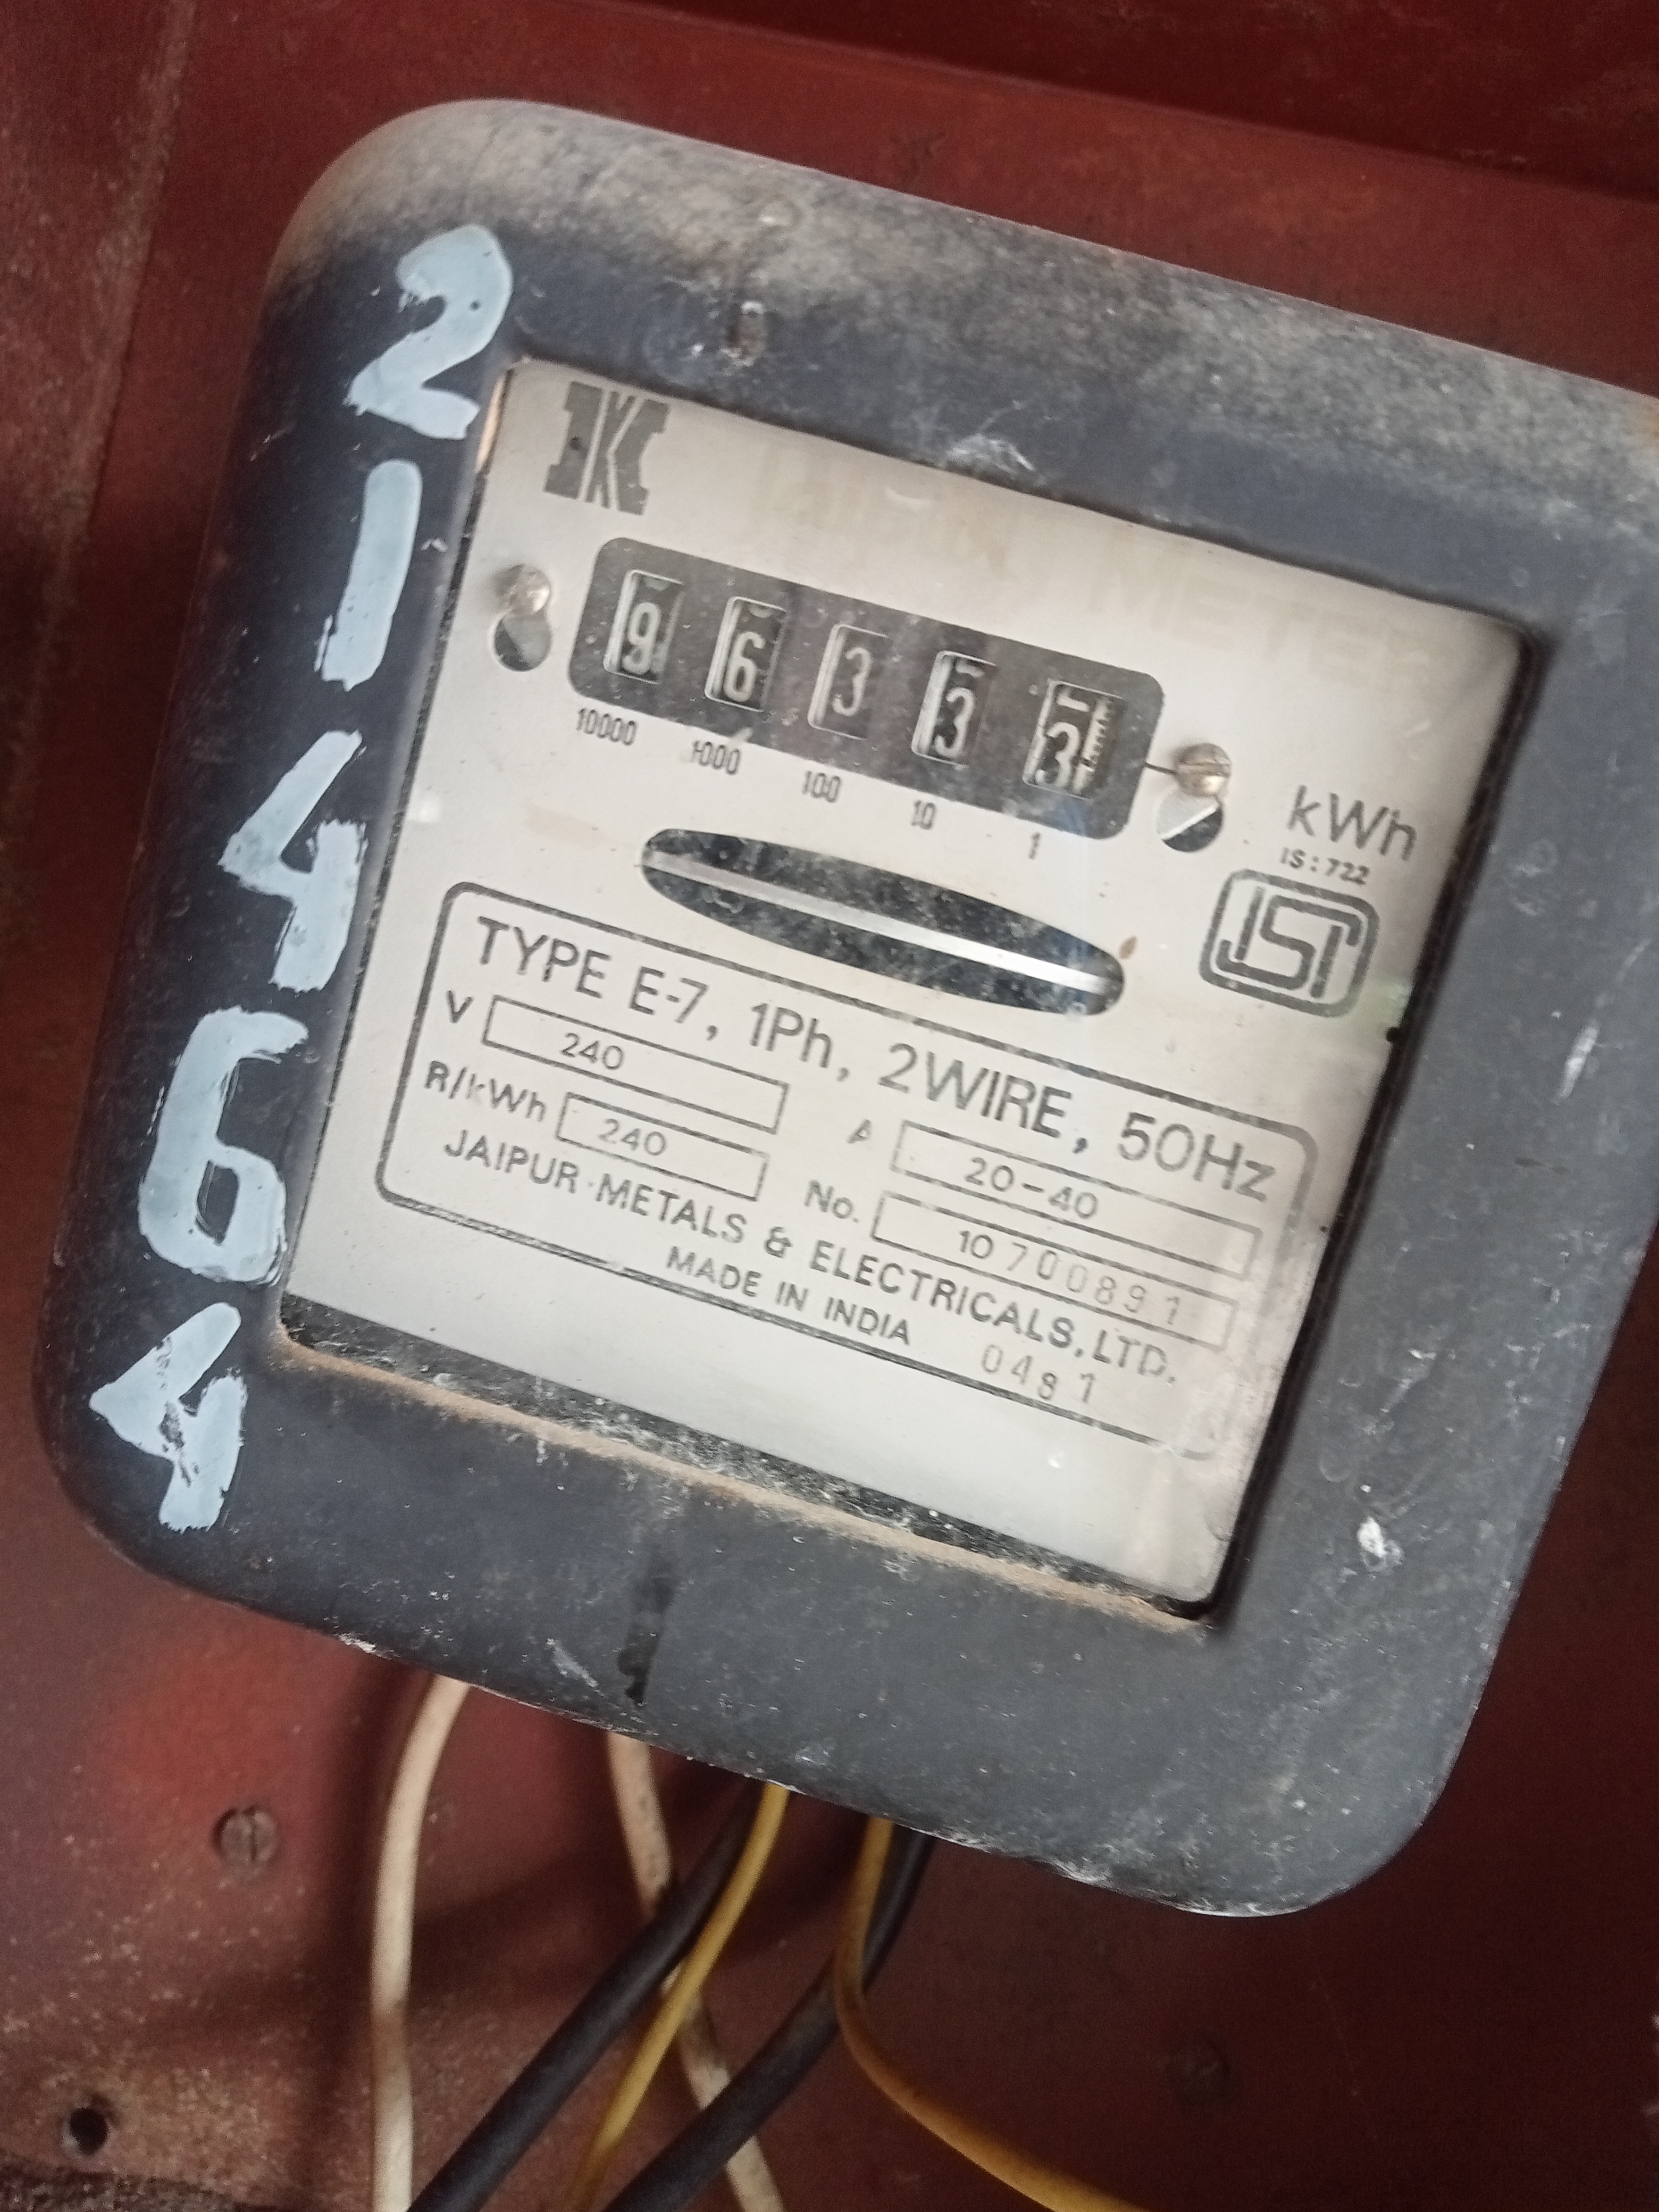 2
1
4
6
4
METER
9 6 3 3 3
10000 1000 100 10 1
kWh
IS:722
ISI
TYPE E-7, 1Ph, 2WIRE, 50Hz
V 240 A 20-40
R/kWh 240 No. 10700891
JAIPUR METALS & ELECTRICALS, LTD.
MADE IN INDIA 0481